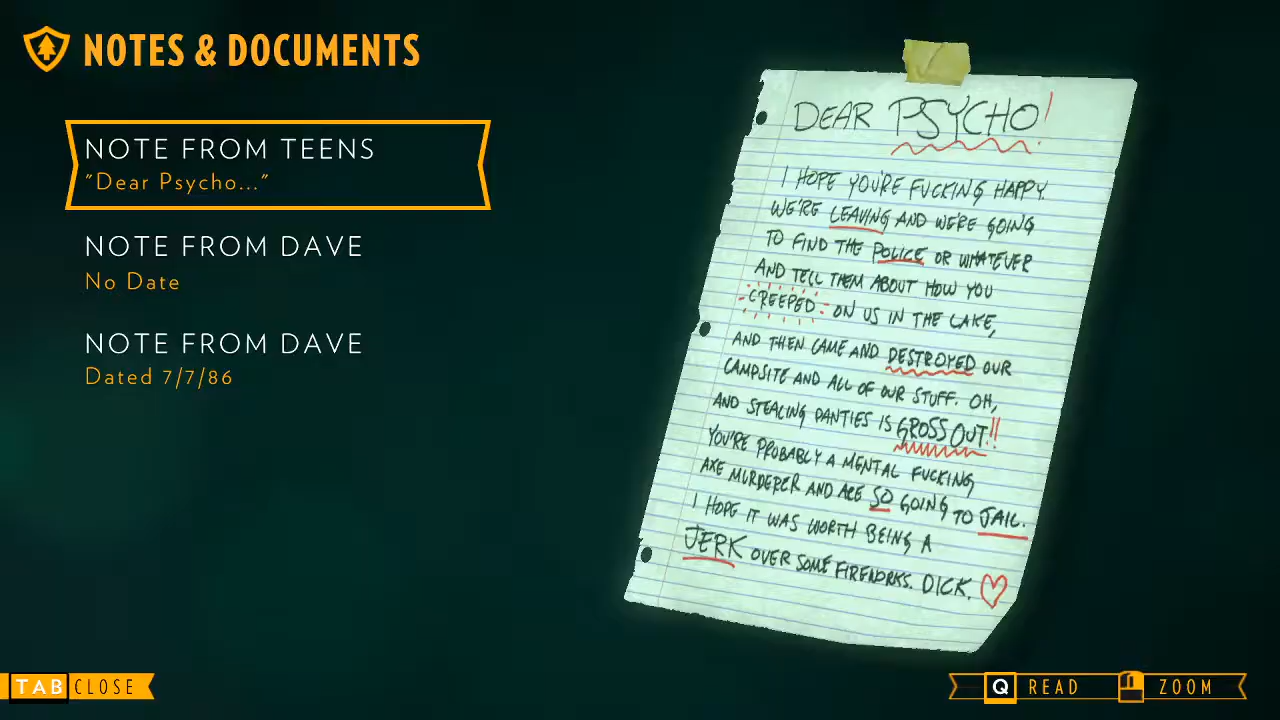 NOTES & DOCUMENTS
NOTE FROM TEENS
"Dear Psycho..."
NOTE FROM DAVE
No Date
NOTE FROM DAVE
Dated 7/7/86
DEAR PSYCHO!
I HOPE YOU'RE FUCKING HAPPY.
WE'RE LEAVING AND WE'RE GOING
TO FIND THE POLICE OR WHATEVER
AND TELL THEM ABOUT HOW YOU
CREEPED ON US IN THE LAKE,
AND THEN CAME AND DESTROYED OUR
CAMPSITE AND ALL OF OUR STUFF. OH,
AND STEALING PANTIES IS GROSS OUT!!
YOU'RE PROBABLY A MENTAL FUCKING
AXE MURDERER AND ARE SO GOING TO JAIL.
I HOPE IT WAS WORTH BEING A
JERK OVER SOME FIREWORKS. DICK.
TAB CLOSE
Q READ
ZOOM